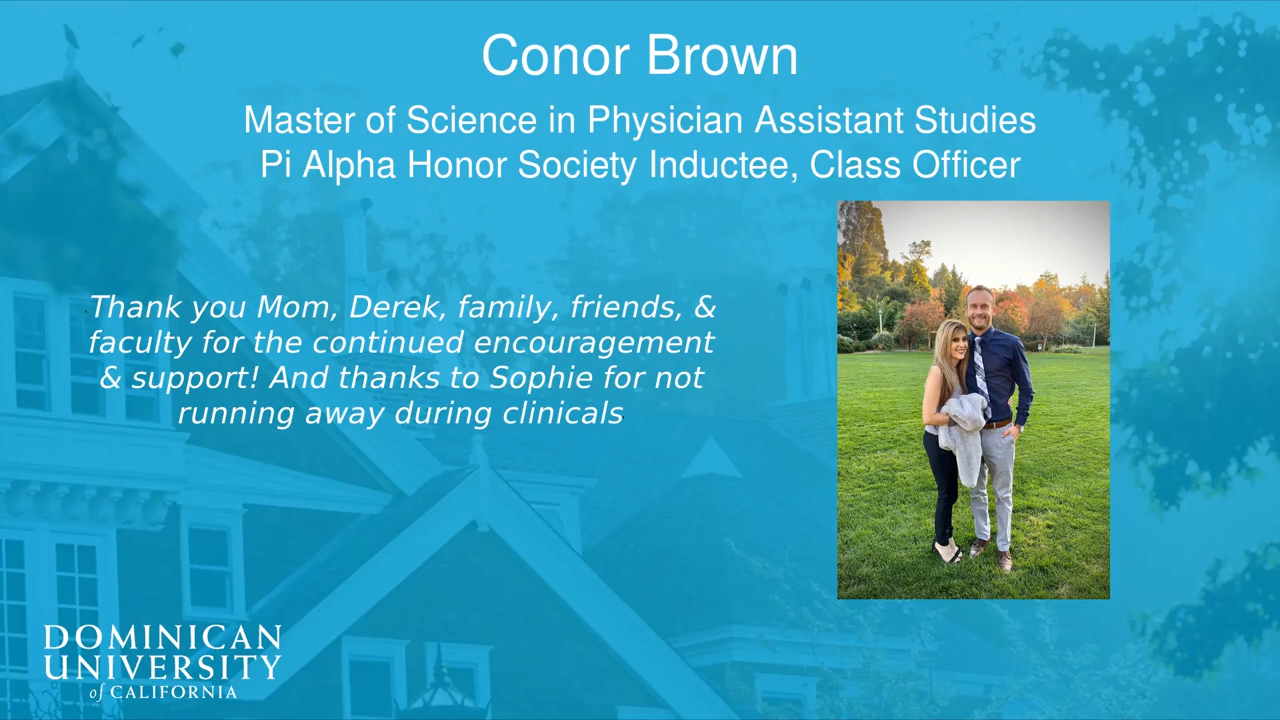 Conor Brown
Master of Science in Physician Assistant Studies
Pi Alpha Honor Society Inductee, Class Officer
Thank you Mom, Derek, family, friends, &
faculty for the continued encouragement
& support! And thanks to Sophie for not
running away during clinicals
DOMINICAN
UNIVERSITY
of CALIFORNIA